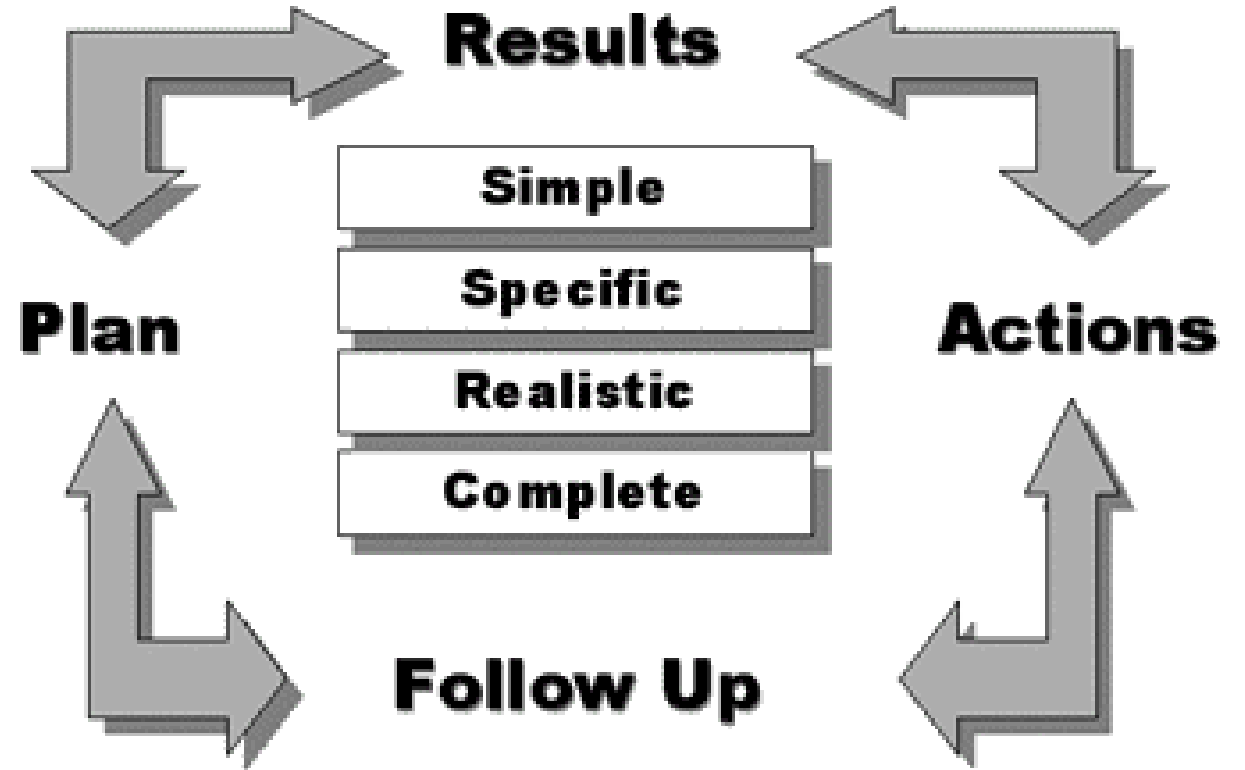 Results
Simple
Specific
Plan
Actions
Realistic
Complete
Follow Up